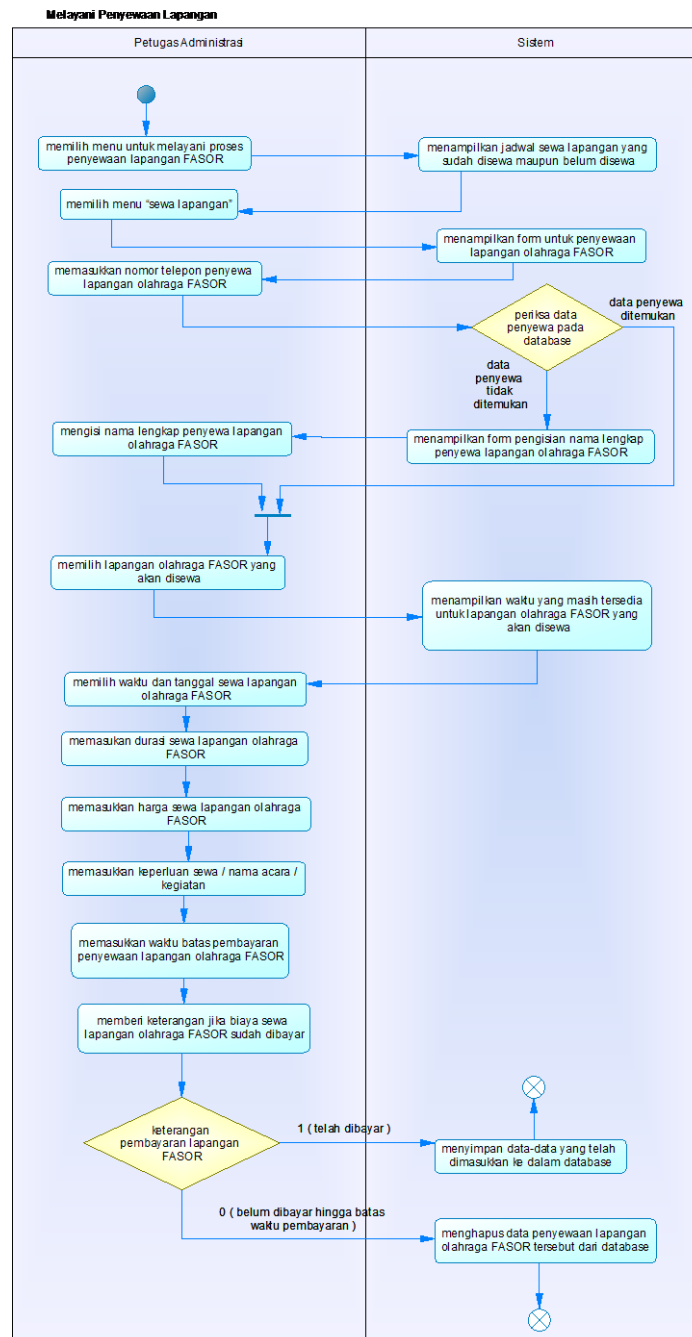 Melayani Penyewaan Lapangan
Petugas Administrasi
Sistem
memilih menu untuk melayani proses
penyewaan lapangan FASOR
menampilkan jadwal sewa lapangan yang
sudah disewa maupun belum disewa
memilih menu "sewa lapangan"
menampilkan form untuk penyewaan
lapangan olahraga FASOR
memasukkan nomor telepon penyewa
lapangan olahraga FASOR
periksa data
penyewa pada
database
data penyewa
ditemukan
data
penyewa
tidak
ditemukan
mengisi nama lengkap penyewa lapangan
olahraga FASOR
menampilkan form pengisian nama lengkap
penyewa lapangan olahraga FASOR
memilih lapangan olahraga FASOR yang
akan disewa
menampilkan waktu yang masih tersedia
untuk lapangan olahraga FASOR yang
akan disewa
memilih waktu dan tanggal sewa lapangan
olahraga FASOR
memasukan durasi sewa lapangan olahraga
FASOR
memasukkan harga sewa lapangan olahraga
FASOR
memasukkan keperluan sewa / nama acara /
kegiatan
memasukkan waktu batas pembayaran
penyewaan lapangan olahraga FASOR
memberi keterangan jika biaya sewa
lapangan olahraga FASOR sudah dibayar
keterangan
pembayaran lapangan
FASOR
1 ( telah dibayar )
menyimpan data-data yang telah
dimasukkan ke dalam database
0 ( belum dibayar hingga batas
waktu pembayaran )
menghapus data penyewaan lapangan
olahraga FASOR tersebut dari database